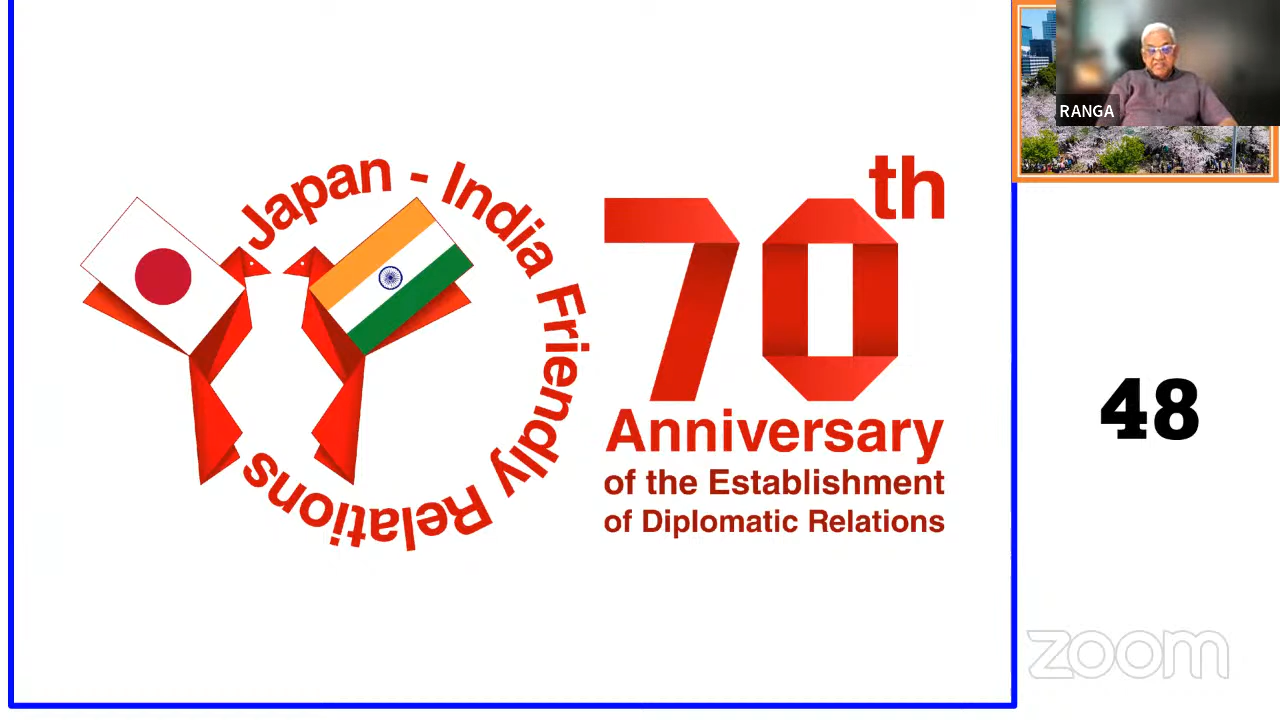 Japan - India Friendly Relations
70th
Anniversary
of the Establishment
of Diplomatic Relations
RANGA
48
zoom